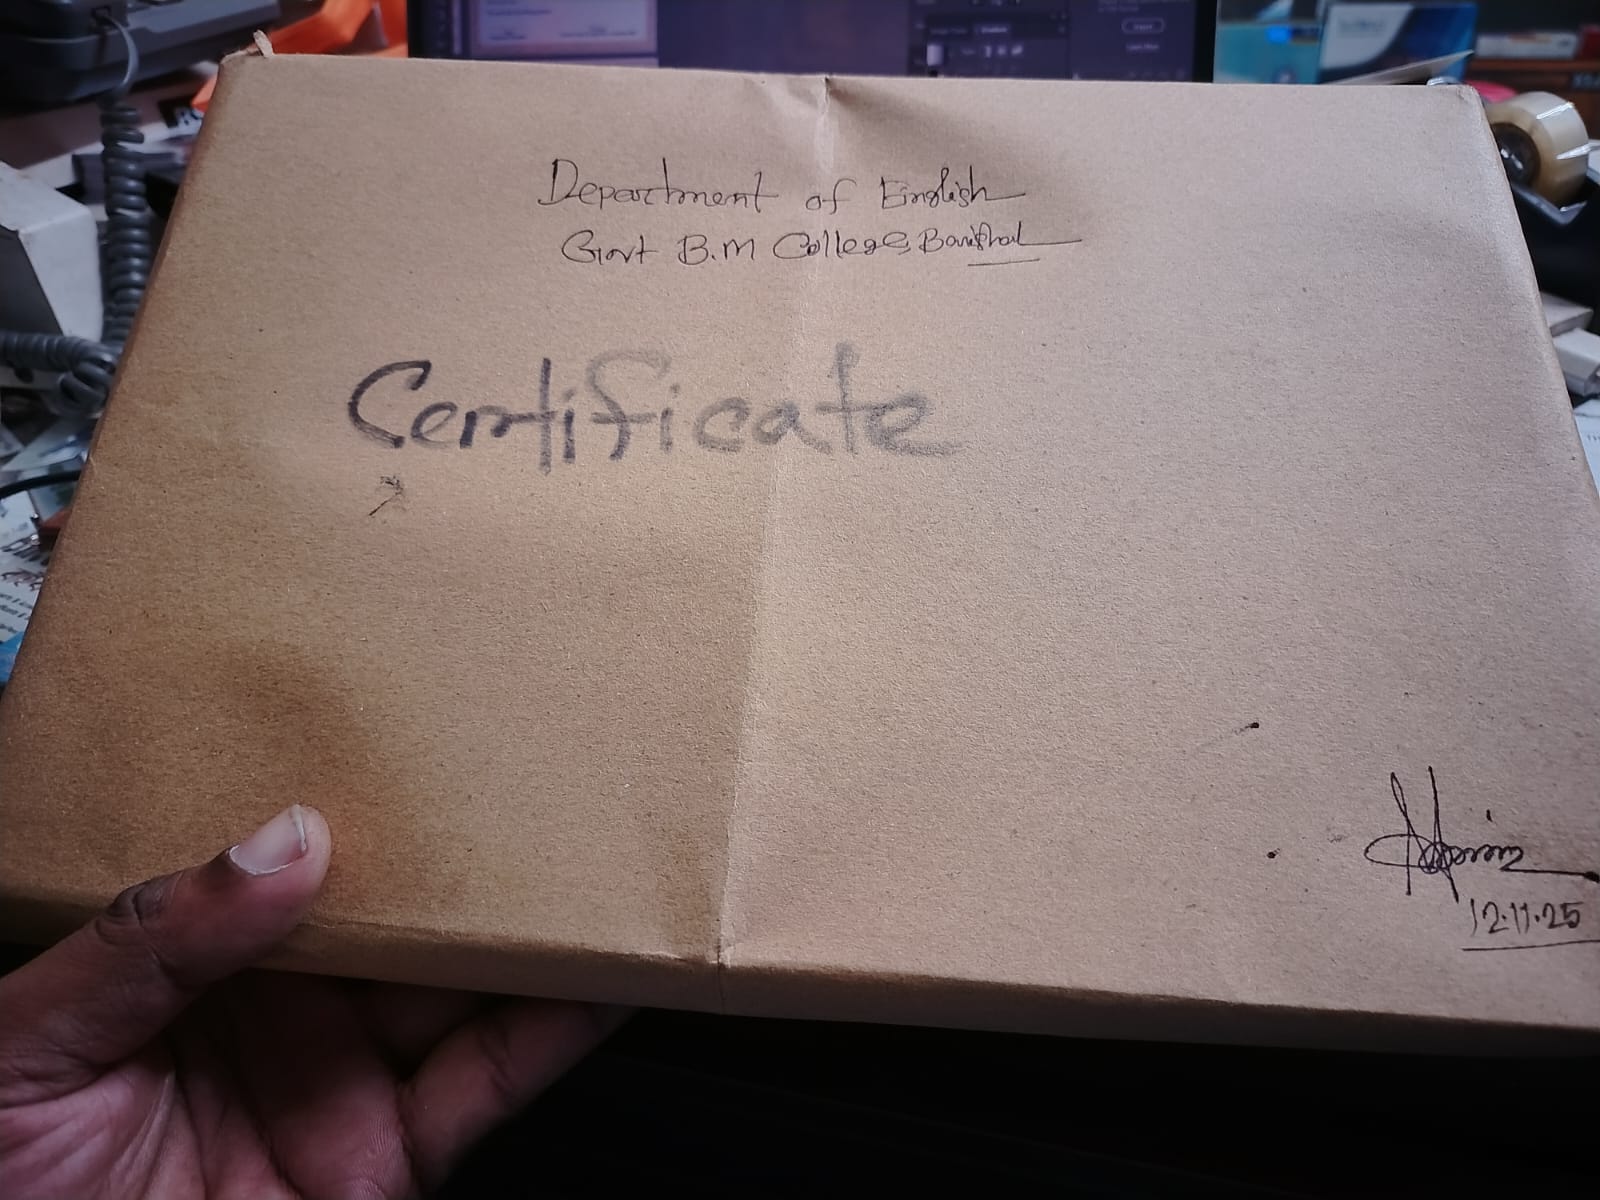 Department of English
Govt B.M College, Barishal
Certificate
12.11.25